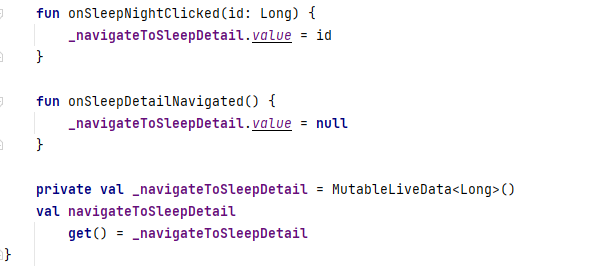 fun onSleepNightClicked(id: Long) {
    _navigateToSleepDetail.value = id
}
fun onSleepDetailNavigated() {
    _navigateToSleepDetail.value = null
}
private val _navigateToSleepDetail = MutableLiveData<Long>()
val navigateToSleepDetail
    get() = _navigateToSleepDetail
}